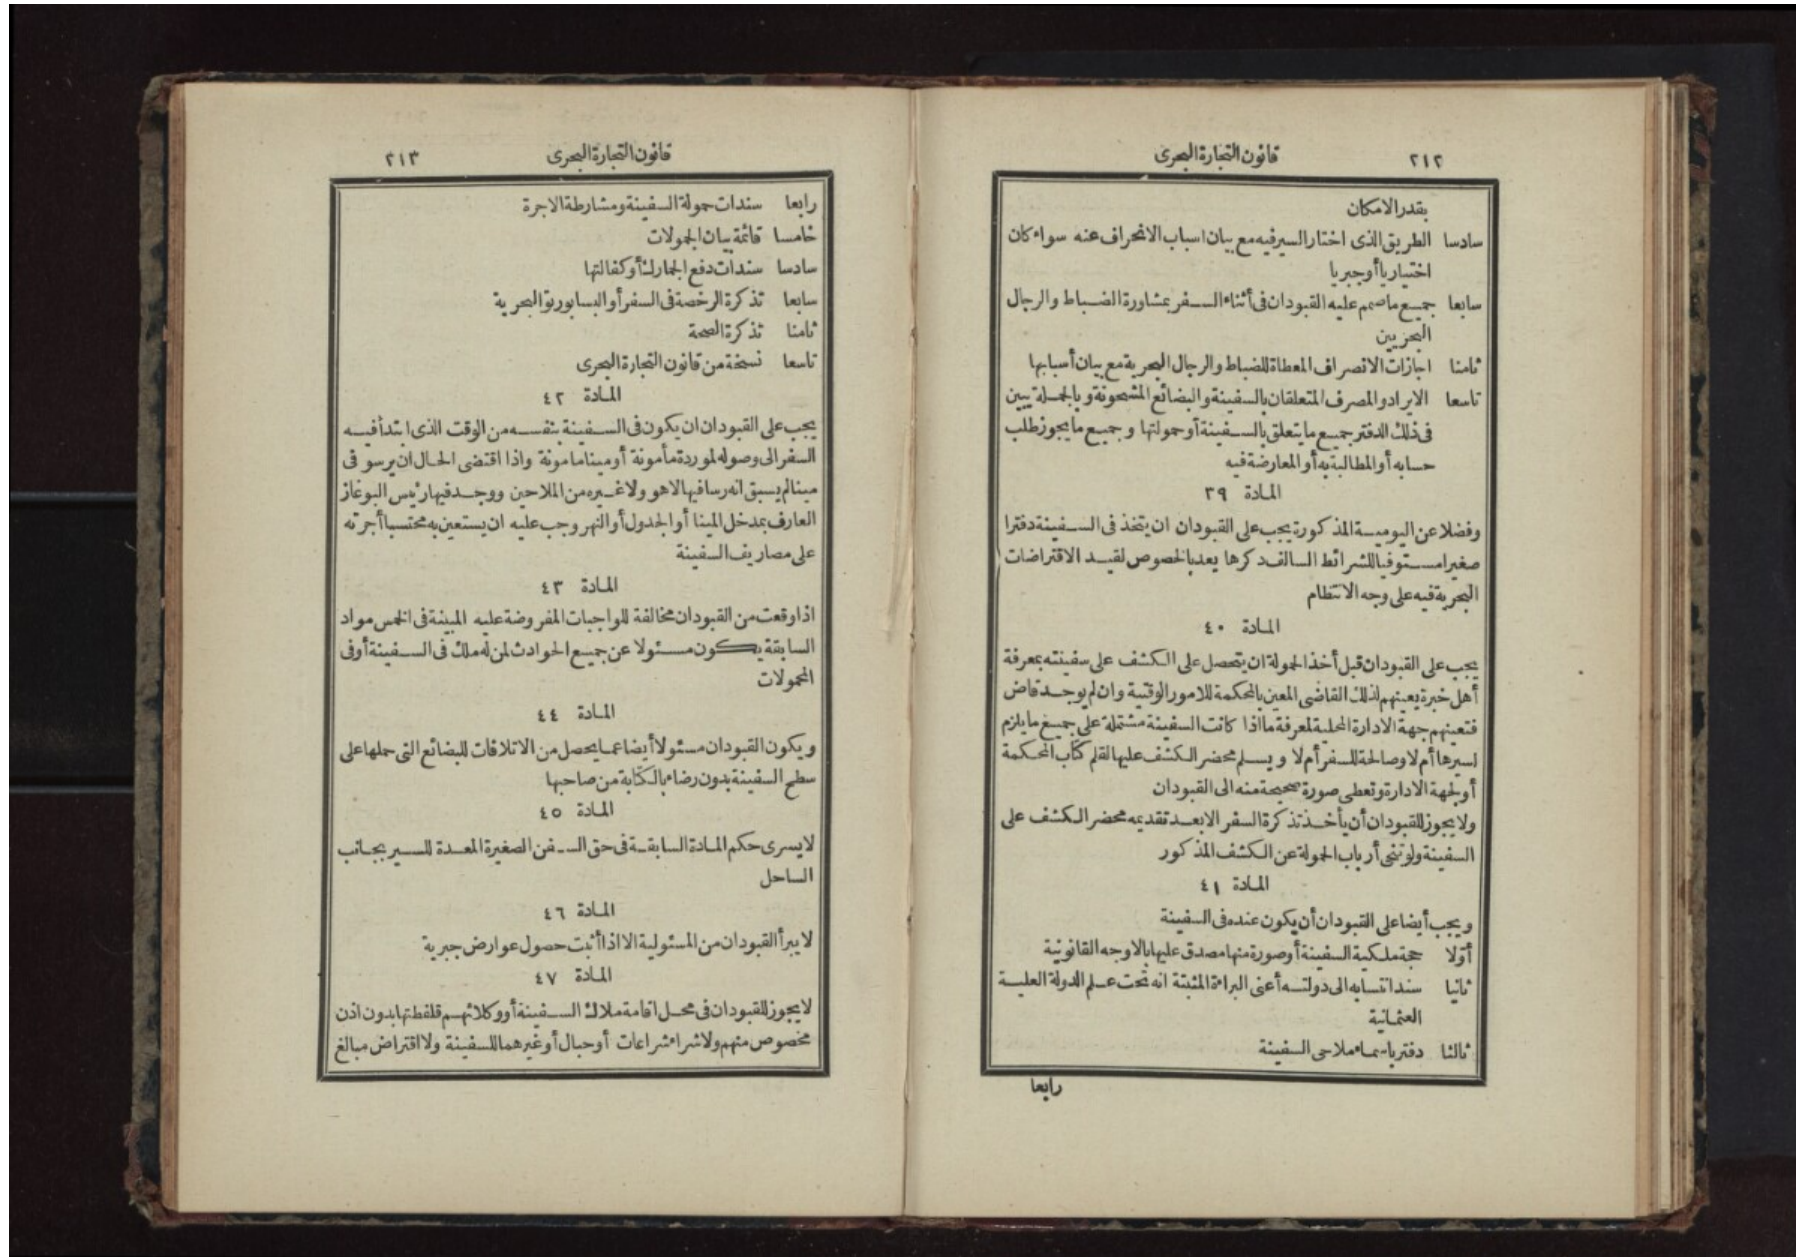 ٢١٢
قانون التجارة البحرى
بقدر الامكان
سادسا الطريق الذى اختار السير فيه مع بيان اسباب الانحراف عنه سواء كان
اختياريا أو جبريا
سابعا جميع ما صمم عليه القبودان فى أثناء السفر بمشاورة الضباط والرجال
البحريين
ثامنا اجازات الانصراف المعطاة للضباط والرجال البحرية مع بيان أسبابها
تاسعا الايراد والمصرف المتعلقان بالسفينة والبضائع المشحونة وبالجملة يبين
فى ذلك الدفتر جميع ما يتعلق بالسفينة أو حمولتها وجميع ما يجوز طلب
حسابه أو المطالبة به أو المعارضة فيه
المادة ٣٩
وفضلا عن اليومية المذكورة يجب على القبودان ان يتخذ فى السفينة دفترا
صغيرا مستوفيا للشرائط السالف ذكرها يعد بالخصوص لقيد الاقتراضات
البحرية فيه على وجه الانتظام
المادة ٤٠
يجب على القبودان قبل أخذ الحمولة ان يتحصل على الكشف على سفينته بمعرفة
أهل خبرة يعينهم لذلك القاضى المعين بالمحكمة للامور الوقتية وان لم يوجد قاض
فتعينهم جهة الادارة المحلية لمعرفة ما اذا كانت السفينة مشتملة على جميع ما يلزم
لسيرها أم لا وصالحة للسفر أم لا ويسلم محضر الكشف عليها لقلم كتاب المحكمة
أو لجهة الادارة وتعطى صورة صحيحة منه الى القبودان
ولا يجوز للقبودان أن يأخذ تذكرة السفر الا بعد تقديمه محضر الكشف على
السفينة ولو تنحى أرباب الحمولة عن الكشف المذكور
المادة ٤١
ويجب أيضا على القبودان أن يكون عنده فى السفينة
أولا حجة ملكية السفينة أو صورة منها مصدق عليها بالاوجه القانونية
ثانيا سند انتسابه الى دولته أعنى البراءة المثبتة انه تحت علم الدولة العلية
العثمانية
ثالثا دفتر باسماء ملاحى السفينة
رابعا
قانون التجارة البحرى
٢١٣
رابعا سندات حمولة السفينة ومشارطة الاجرة
خامسا قائمة بيان الحمولات
سادسا سندات دفع الجمارك أو كفالتها
سابعا تذكرة الرخصة فى السفر أو البسابورتو البحرية
ثامنا تذكرة الصحة
تاسعا نسخة من قانون التجارة البحرى
المادة ٤٢
يجب على القبودان ان يكون فى السفينة بنفسه من الوقت الذى ابتدأ فيه
السفر الى وصوله لموردة مأمونة أو مينا مامونة واذا اقتضى الحال ان يرسو فى
مينا لم يسبق انه رسا فيها لا هو ولا غيره من الملاحين ووجد فيها رئيس البوغاز
العارف بمدخل المينا أو الجدول أو النهر وجب عليه ان يستعين به محتسبا أجرته
على مصاريف السفينة
المادة ٤٣
اذا وقعت من القبودان مخالفة للواجبات المفروضة عليه المبينة فى الخمس مواد
السابقة يكون مسئولا عن جميع الحوادث لمن له ملك فى السفينة أو فى
المحمولات
المادة ٤٤
ويكون القبودان مسئولا أيضا عما يحصل من الاتلافات للبضائع التى حملها على
سطح السفينة بدون رضاء بالكتابة من صاحبها
المادة ٤٥
لا يسرى حكم المادة السابقة فى حق السفن الصغيرة المعدة للسير بجانب
الساحل
المادة ٤٦
لا يبرأ القبودان من المسئولية الا اذا أثبت حصول عوارض جبرية
المادة ٤٧
لا يجوز للقبودان فى محل اقامة ملاك السفينة أو وكلائهم قلفطتها بدون اذن
مخصوص منهم ولا شراء شراعات أو حبال أو غيرهما للسفينة ولا اقتراض مبالغ